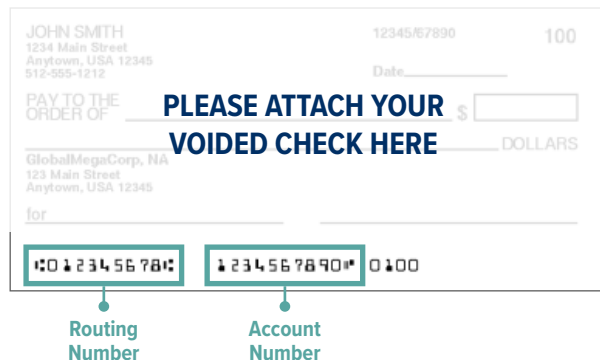 JOHN SMITH 12345/67890 100
1234 Main Street
Anytown, USA 12345
512-555-1212 Date
PAY TO THE
ORDER OF $
PLEASE ATTACH YOUR
VOIDED CHECK HERE
DOLLARS
GlobalMegaCorp, NA
123 Main Street
Anytown, USA 12345
for
⑆012345678⑆ 1234567890⑈ 0100
Routing
Number
Account
Number